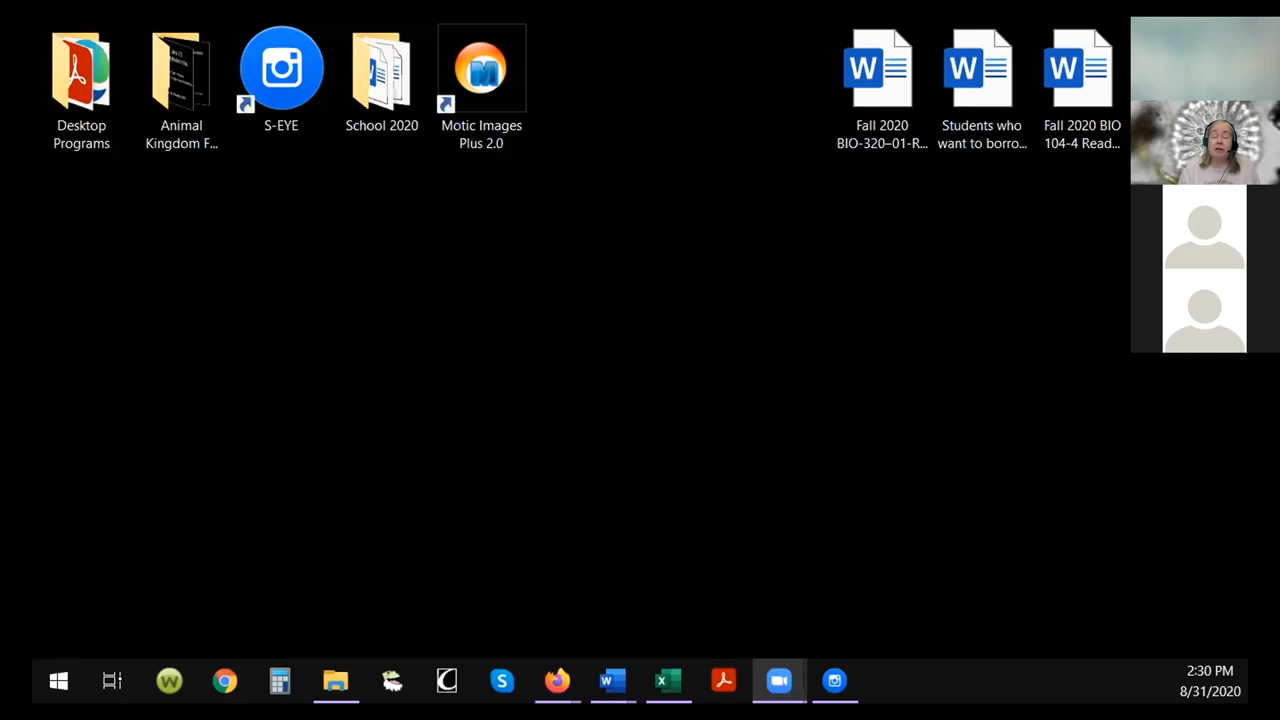 Desktop
Programs
Animal
Kingdom F...
S-EYE
School 2020
Motic Images
Plus 2.0
Fall 2020
BIO-320–01-R...
Students who
want to borro...
Fall 2020 BIO
104-4 Read...
2:30 PM
8/31/2020